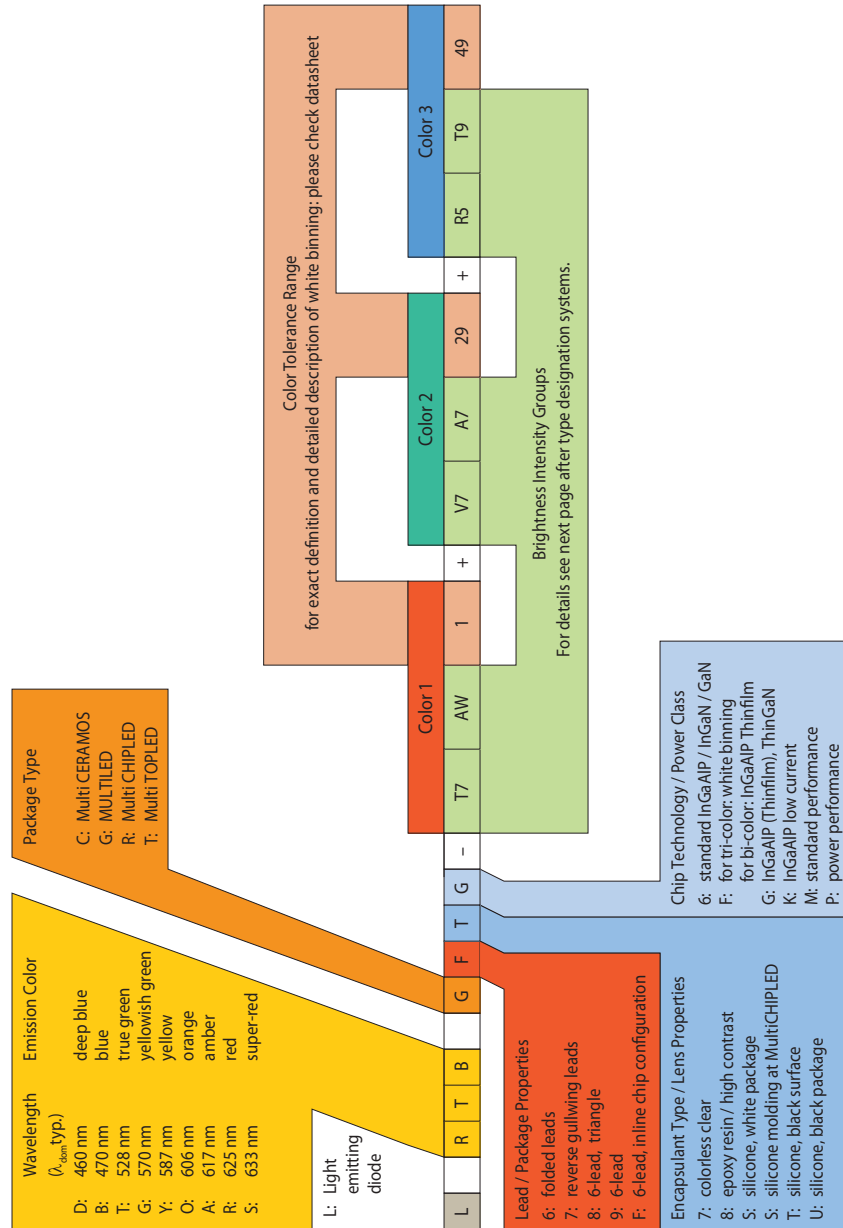 Wavelength Emission Color
(λdom typ.)
D: 460 nm deep blue
B: 470 nm blue
T: 528 nm true green
G: 570 nm yellowish green
Y: 587 nm yellow
O: 606 nm orange
A: 617 nm amber
R: 625 nm red
S: 633 nm super-red
Package Type
C: Multi CERAMOS
G: MULTILED
R: Multi CHIPLED
T: Multi TOPLED
Color Tolerance Range
for exact definition and detailed description of white binning: please check datasheet
L: Light
emitting
diode
Color 1 Color 2 Color 3
L R T B G F T G – T7 AW 1 + V7 A7 29 + R5 T9 49
Brightness Intensity Groups
For details see next page after type designation systems.
Lead / Package Properties
6: folded leads
7: reverse gullwing leads
8: 6-lead, triangle
9: 6-lead
F: 6-lead, inline chip configuration
Encapsulant Type / Lens Properties
7: colorless clear
8: epoxy resin / high contrast
S: silicone, white package
S: silicone molding at MultiCHIPLED
T: silicone, black surface
U: silicone, black package
Chip Technology / Power Class
6: standard InGaAlP / InGaN / GaN
F: for tri-color: white binning
for bi-color: InGaAlP Thinfilm
G: InGaAlP (Thinfilm), ThinGaN
K: InGaAlP low current
M: standard performance
P: power performance